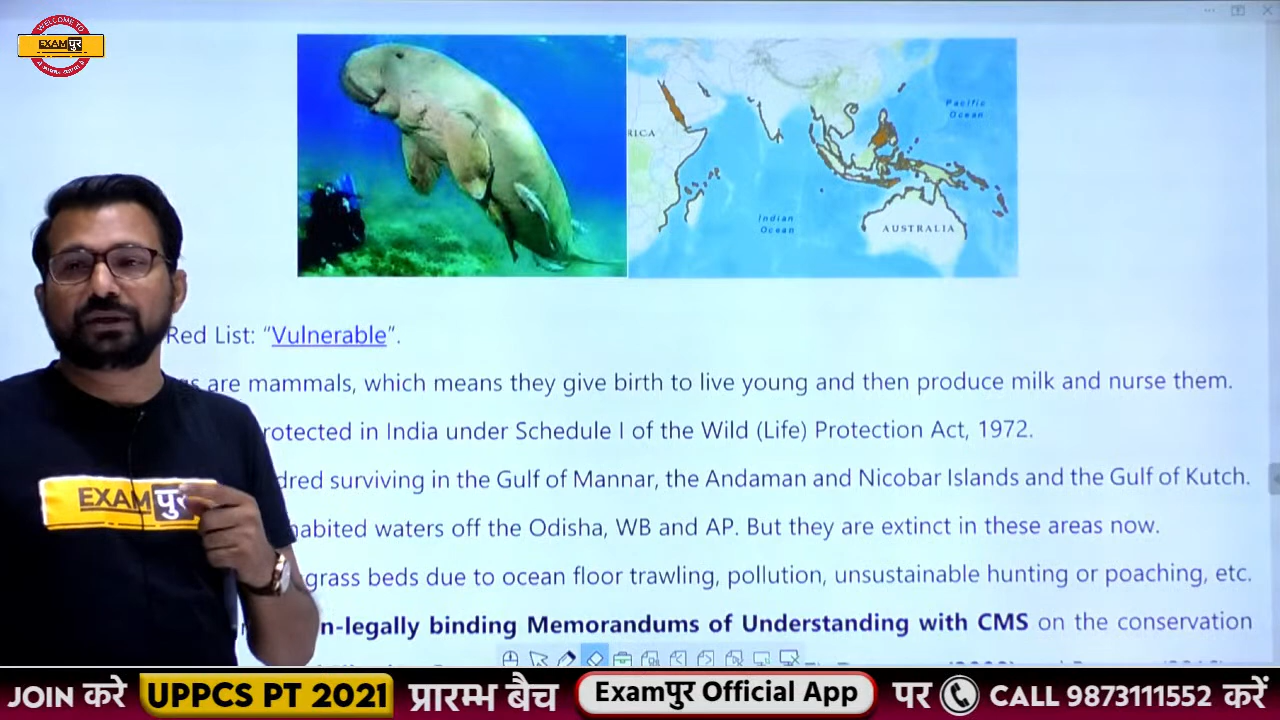 WELCOME TO
EXAMपुर
RICA
Pacific
Ocean
Indian
Ocean
AUSTRALIA
Red List: “Vulnerable”.
are mammals, which means they give birth to live young and then produce milk and nurse them.
rotected in India under Schedule I of the Wild (Life) Protection Act, 1972.
dred surviving in the Gulf of Mannar, the Andaman and Nicobar Islands and the Gulf of Kutch.
habited waters off the Odisha, WB and AP. But they are extinct in these areas now.
grass beds due to ocean floor trawling, pollution, unsustainable hunting or poaching, etc.
n-legally binding Memorandums of Understanding with CMS on the conservation
EXAMपुर
JOIN करे UPPCS PT 2021 प्रारम्भ बैच Examपुर Official App पर CALL 9873111552 करें